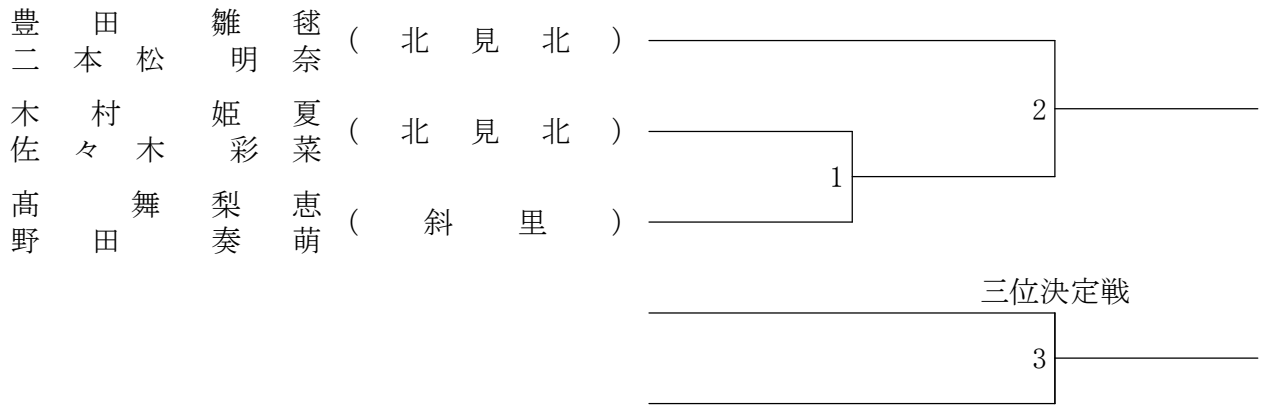 豊田 雛毬
二本松 明奈
(北見北)
木村 姫夏
佐々木 彩菜
(北見北)
髙 舞梨恵
野田 奏萌
(斜里)
2
1
三位決定戦
3